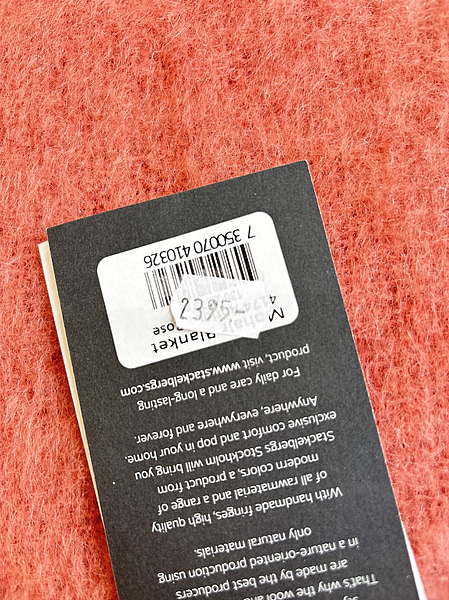 That's why the wool and
are made by the best producers
in a nature-oriented production using
only natural materials.
With handmade fringes, high quality
of all rawmaterial and a range of
modern colors, a product from
Stackelbergs Stockholm will bring you
exclusive comfort and pop in your home.
Anywhere, everywhere and forever.
For daily care and a long-lasting
product, visit, www.stackelbergs.com
Mohair Blanket
2395-
7 350070 410326